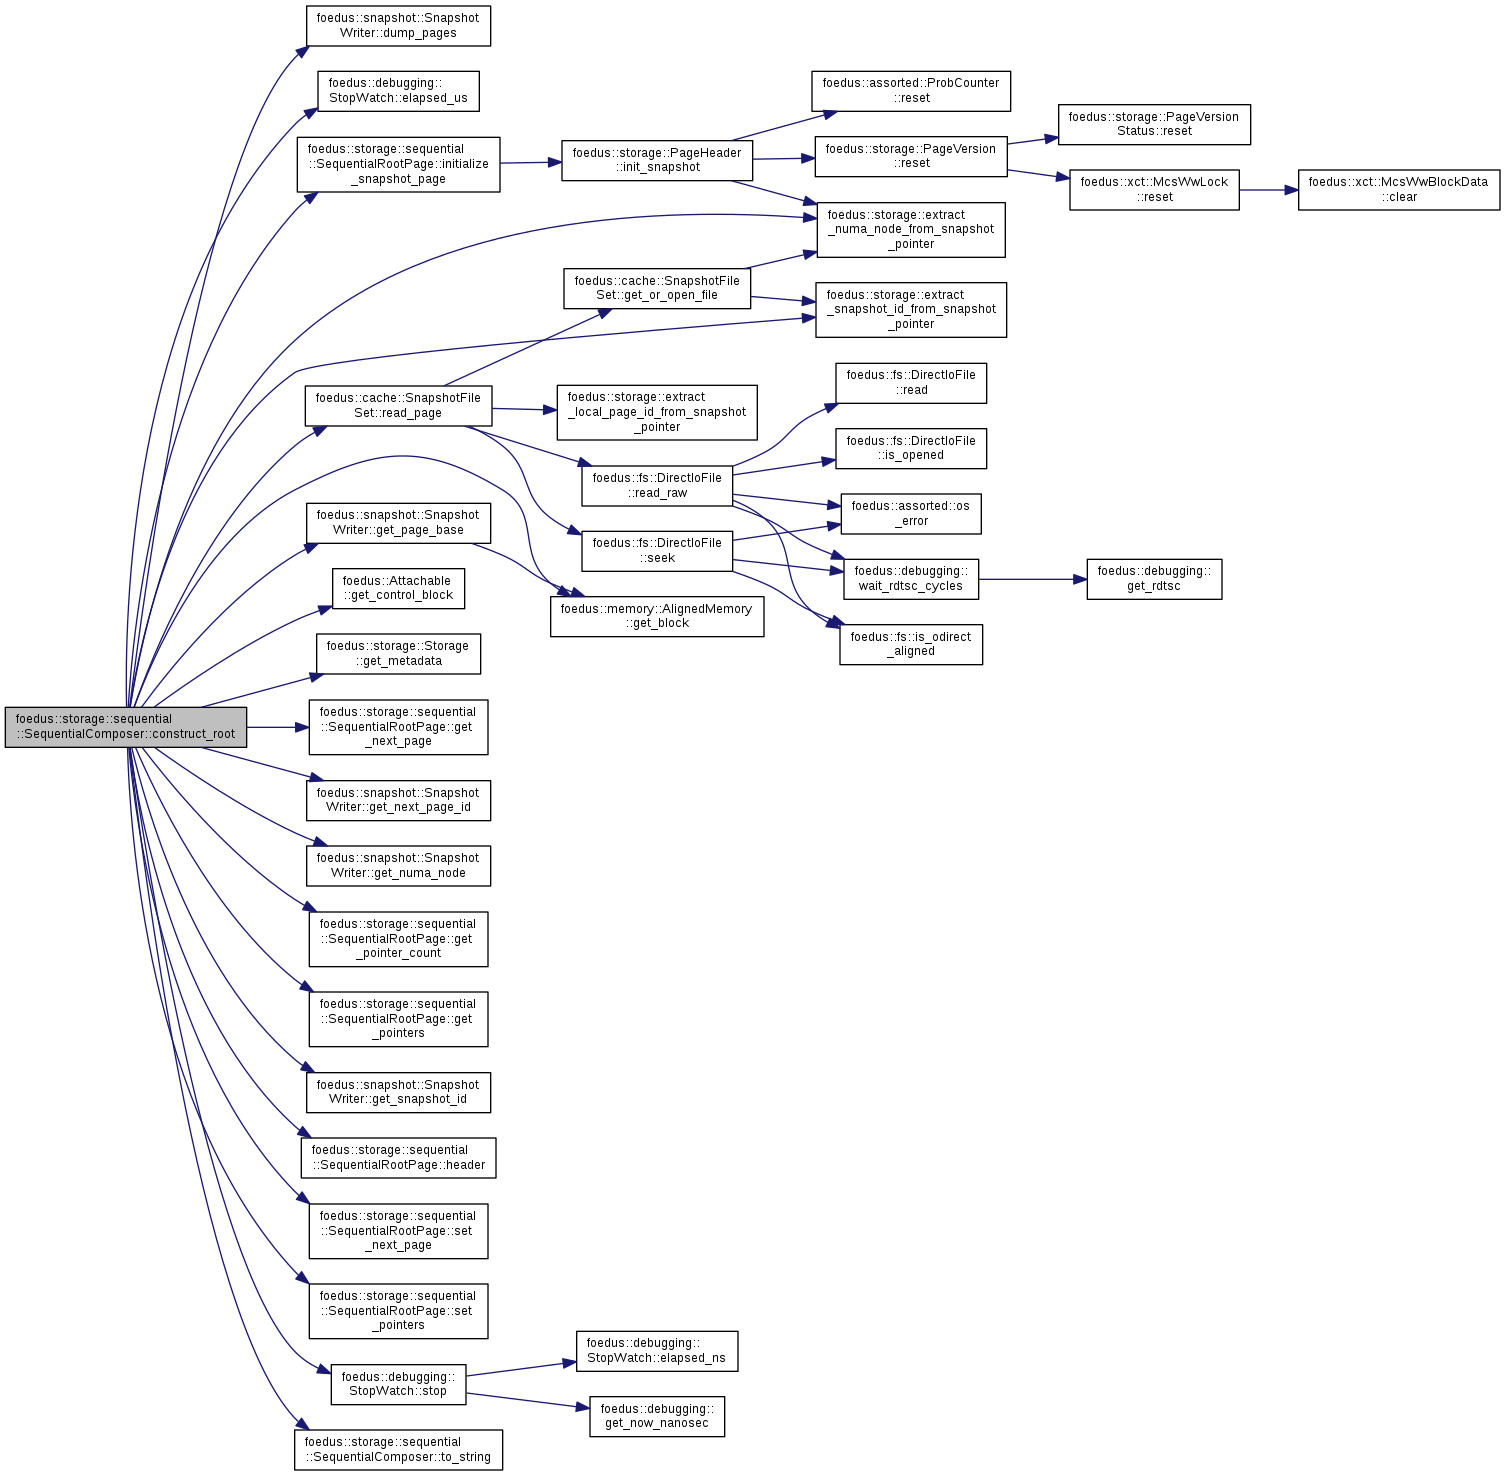 foedus::snapshot::Snapshot
Writer::dump_pages
foedus::debugging::
StopWatch::elapsed_us
foedus::storage::sequential
::SequentialRootPage::initialize
_snapshot_page
foedus::storage::PageHeader
::init_snapshot
foedus::assorted::ProbCounter
::reset
foedus::storage::PageVersion
::reset
foedus::storage::PageVersion
Status::reset
foedus::xct::McsWwLock
::reset
foedus::xct::McsWwBlockData
::clear
foedus::storage::extract
_numa_node_from_snapshot
_pointer
foedus::cache::SnapshotFile
Set::get_or_open_file
foedus::storage::extract
_snapshot_id_from_snapshot
_pointer
foedus::cache::SnapshotFile
Set::read_page
foedus::storage::extract
_local_page_id_from_snapshot
_pointer
foedus::fs::DirectIoFile
::read
foedus::fs::DirectIoFile
::is_opened
foedus::fs::DirectIoFile
::read_raw
foedus::assorted::os
_error
foedus::snapshot::Snapshot
Writer::get_page_base
foedus::fs::DirectIoFile
::seek
foedus::debugging::
wait_rdtsc_cycles
foedus::debugging::
get_rdtsc
foedus::Attachable
::get_control_block
foedus::memory::AlignedMemory
::get_block
foedus::fs::is_odirect
_aligned
foedus::storage::Storage
::get_metadata
foedus::storage::sequential
::SequentialComposer::construct_root
foedus::storage::sequential
::SequentialRootPage::get
_next_page
foedus::snapshot::Snapshot
Writer::get_next_page_id
foedus::snapshot::Snapshot
Writer::get_numa_node
foedus::storage::sequential
::SequentialRootPage::get
_pointer_count
foedus::storage::sequential
::SequentialRootPage::get
_pointers
foedus::snapshot::Snapshot
Writer::get_snapshot_id
foedus::storage::sequential
::SequentialRootPage::header
foedus::storage::sequential
::SequentialRootPage::set
_next_page
foedus::storage::sequential
::SequentialRootPage::set
_pointers
foedus::debugging::
StopWatch::stop
foedus::debugging::
StopWatch::elapsed_ns
foedus::debugging::
get_now_nanosec
foedus::storage::sequential
::SequentialComposer::to_string